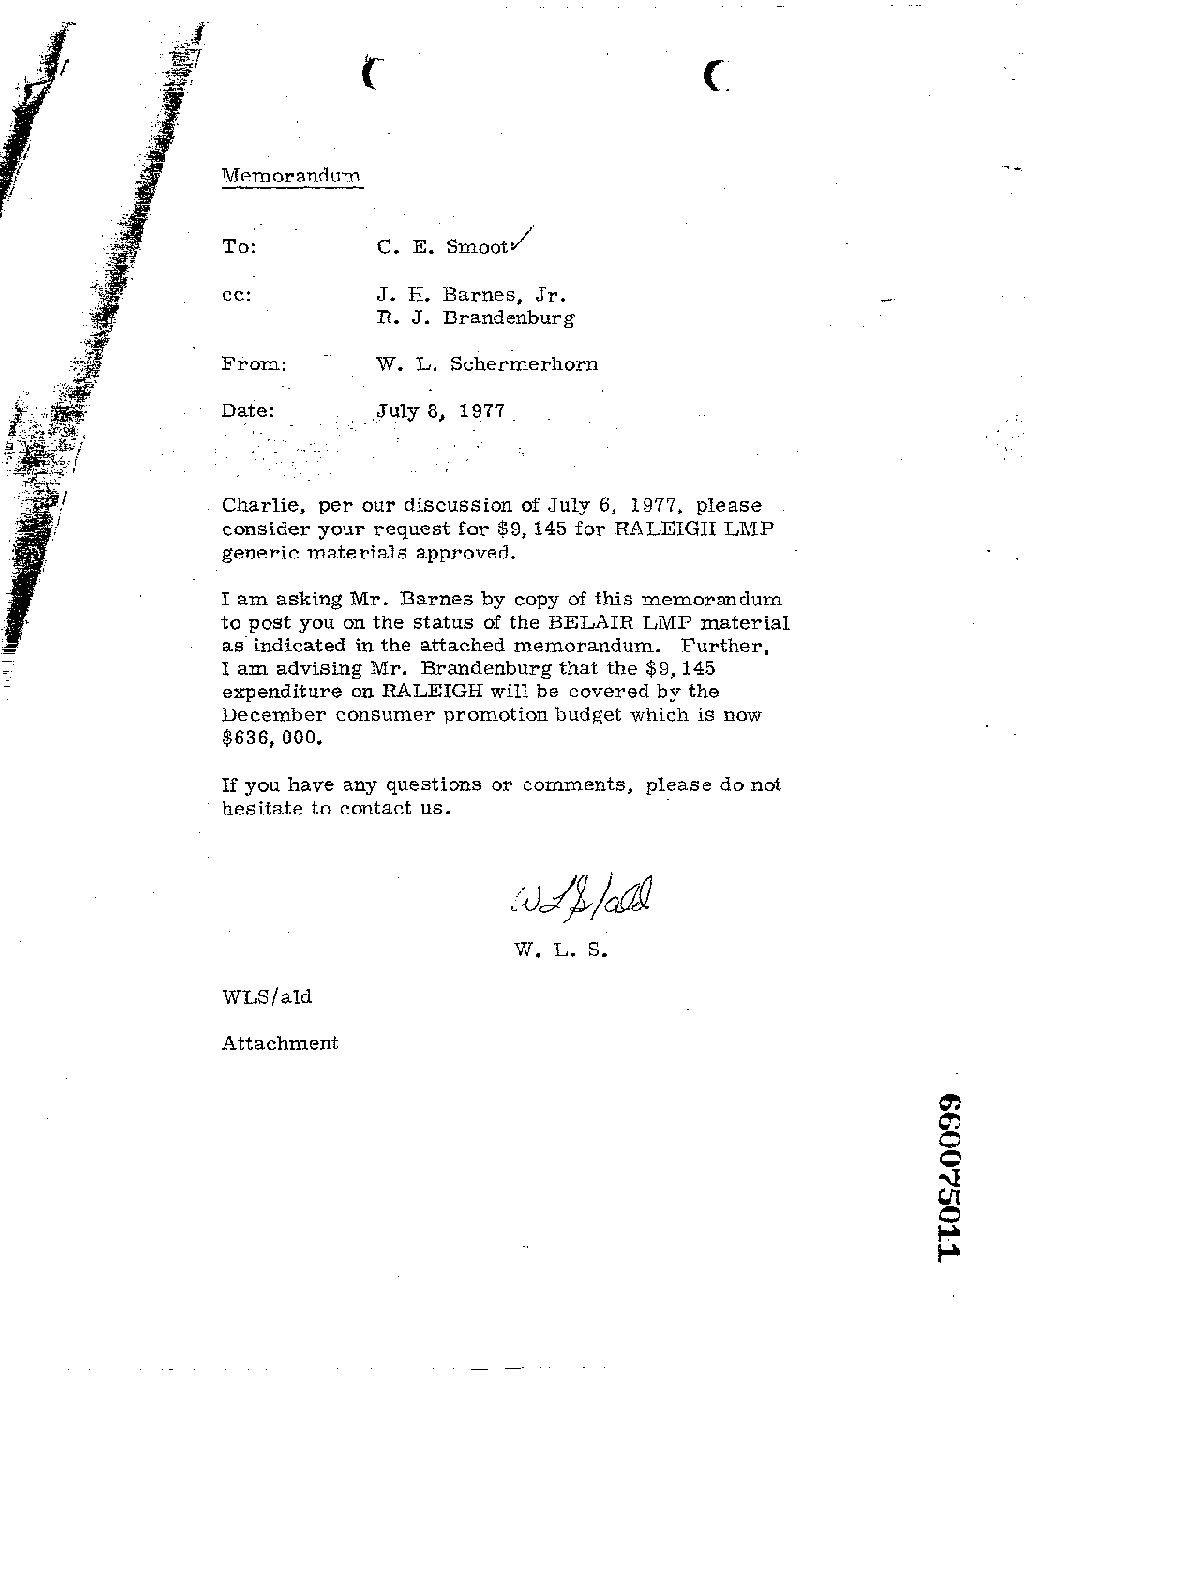 Memorandum
To: C. E. Smoot
cc: J. E. Barnes, Jr.
R. J. Brandenburg
From: W. L. Schermerhorn
Date: July 8, 1977
Charlie, per our discussion of July 6, 1977, please
consider your request for $9,145 for RALEIGH LMP
generic materials approved.
I am asking Mr. Barnes by copy of this memorandum
to post you on the status of the BELAIR LMP material
as indicated in the attached memorandum. Further,
I am advising Mr. Brandenburg that the $9,145
expenditure on RALEIGH will be covered by the
December consumer promotion budget which is now
$636,000.
If you have any questions or comments, please do not
hesitate to contact us.
WLS/ald
W. L. S.
WLS/ald
Attachment
660075011